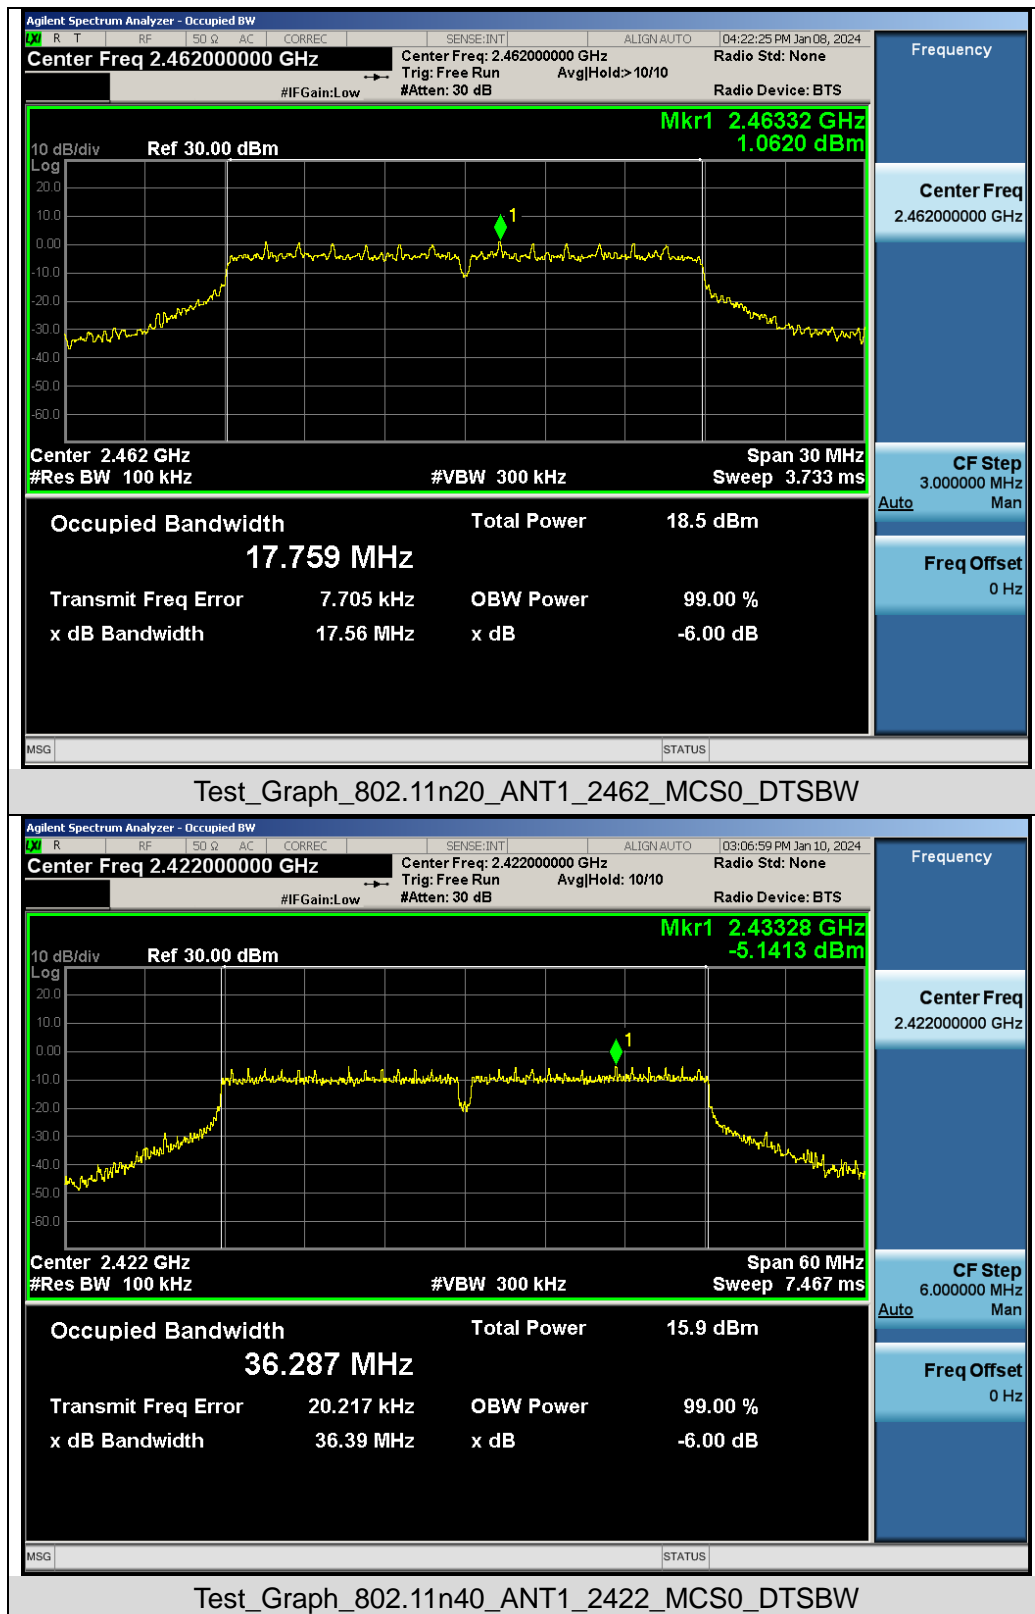 Agilent Spectrum Analyzer - Occupied BW
LXI R T RF 50 Ω AC CORREC SENSE:INT ALIGN AUTO 04:22:25 PM Jan 08, 2024
Center Freq 2.462000000 GHz
Center Freq: 2.462000000 GHz
Radio Std: None
Trig: Free Run Avg|Hold:> 10/10
#IFGain:Low #Atten: 30 dB Radio Device: BTS
Frequency
Mkr1 2.46332 GHz
1.0620 dBm
10 dB/div Ref 30.00 dBm
Log
20.0
10.0
0.00
-10.0
-20.0
-30.0
-40.0
-50.0
-60.0
1
Center 2.462 GHz Span 30 MHz
#Res BW 100 kHz #VBW 300 kHz Sweep 3.733 ms
Center Freq
2.462000000 GHz
CF Step
3.000000 MHz
Auto Man
Freq Offset
0 Hz
Occupied Bandwidth Total Power 18.5 dBm
17.759 MHz
Transmit Freq Error 7.705 kHz OBW Power 99.00 %
x dB Bandwidth 17.56 MHz x dB -6.00 dB
MSG STATUS
Test_Graph_802.11n20_ANT1_2462_MCS0_DTSBW
Agilent Spectrum Analyzer - Occupied BW
LXI R RF 50 Ω AC CORREC SENSE:INT ALIGN AUTO 03:06:59 PM Jan 10, 2024
Center Freq 2.422000000 GHz
Center Freq: 2.422000000 GHz
Radio Std: None
Trig: Free Run Avg|Hold: 10/10
#IFGain:Low #Atten: 30 dB Radio Device: BTS
Frequency
Mkr1 2.43328 GHz
-5.1413 dBm
10 dB/div Ref 30.00 dBm
Log
20.0
10.0
0.00
-10.0
-20.0
-30.0
-40.0
-50.0
-60.0
1
Center 2.422 GHz Span 60 MHz
#Res BW 100 kHz #VBW 300 kHz Sweep 7.467 ms
Center Freq
2.422000000 GHz
CF Step
6.000000 MHz
Auto Man
Freq Offset
0 Hz
Occupied Bandwidth Total Power 15.9 dBm
36.287 MHz
Transmit Freq Error 20.217 kHz OBW Power 99.00 %
x dB Bandwidth 36.39 MHz x dB -6.00 dB
MSG STATUS
Test_Graph_802.11n40_ANT1_2422_MCS0_DTSBW